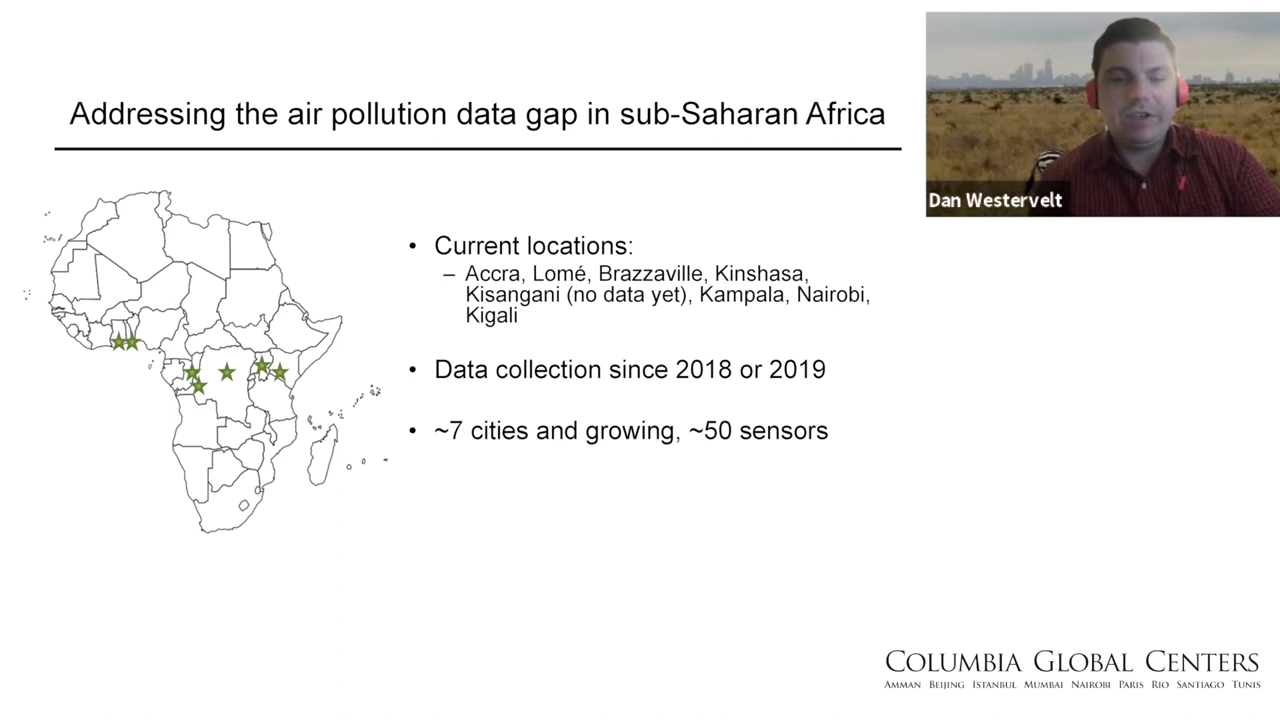 Addressing the air pollution data gap in sub-Saharan Africa
Dan Westervelt
• Current locations:
– Accra, Lomé, Brazzaville, Kinshasa,
Kisangani (no data yet), Kampala, Nairobi,
Kigali
• Data collection since 2018 or 2019
• ~7 cities and growing, ~50 sensors
COLUMBIA GLOBAL CENTERS
AMMAN BEIJING ISTANBUL MUMBAI NAIROBI PARIS RIO SANTIAGO TUNIS